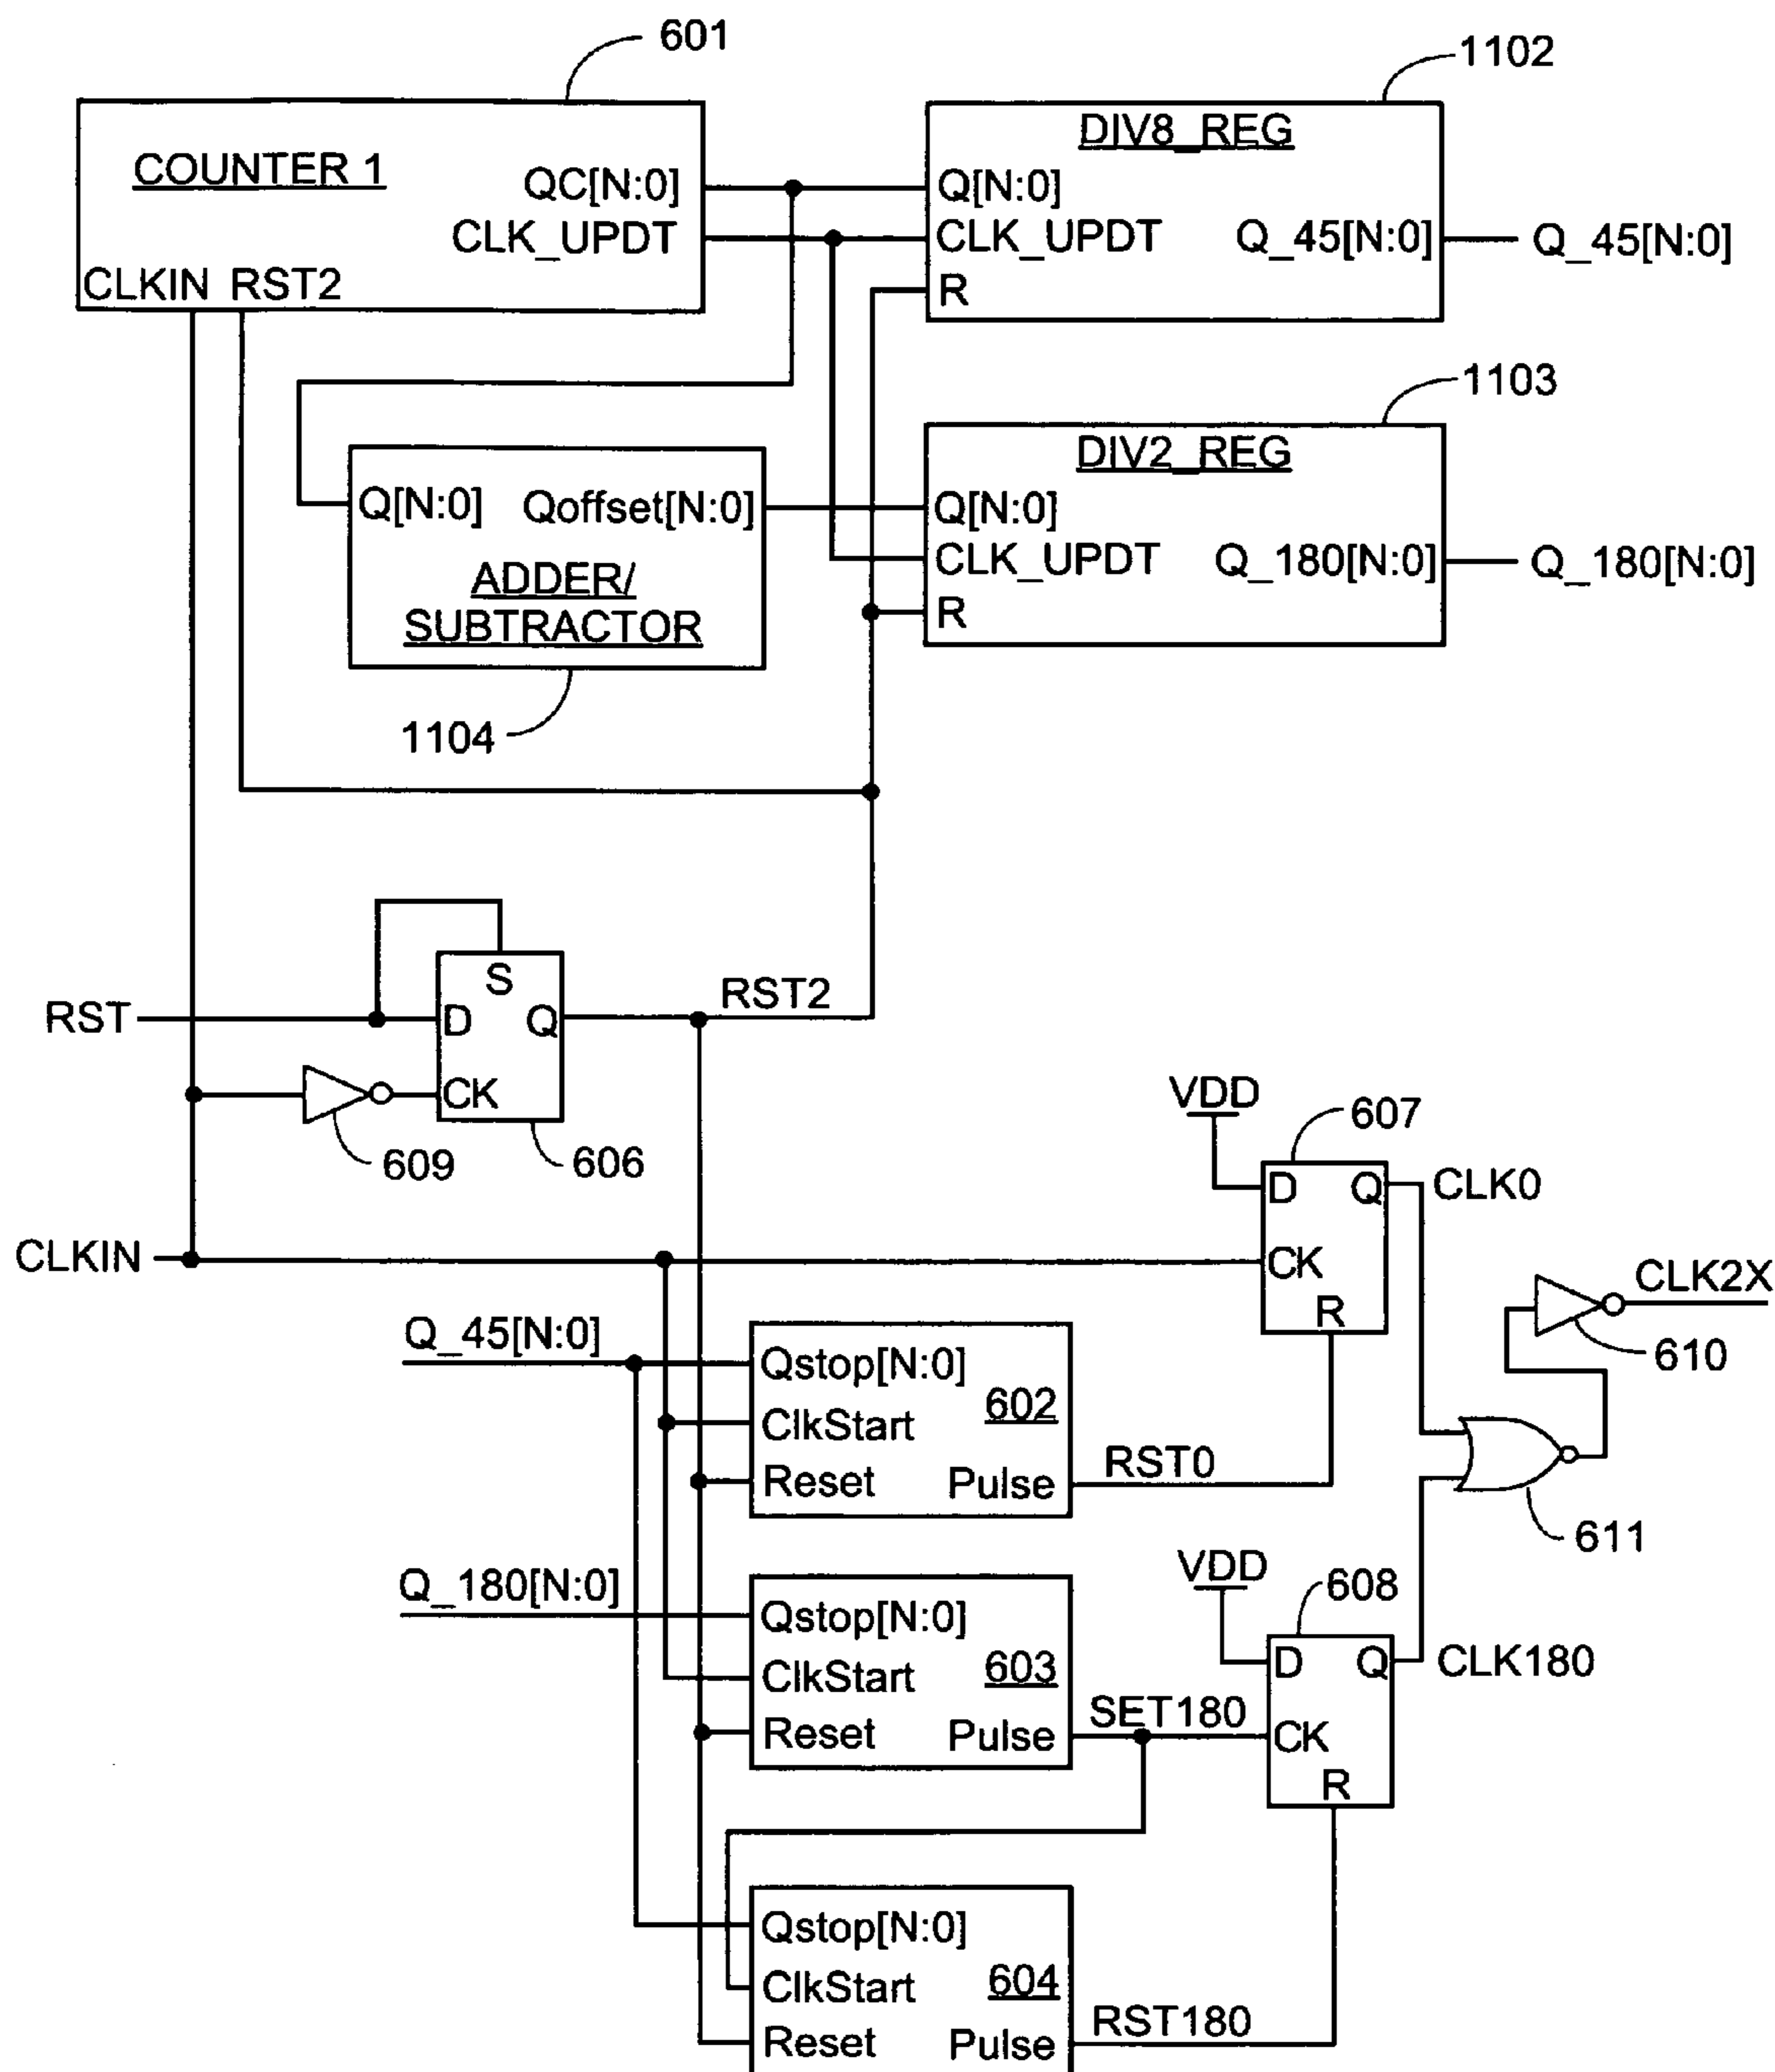 601
1102
COUNTER 1
QC[N:0]
CLK_UPDT
CLKIN RST2
DIV8_REG
Q[N:0]
CLK_UPDT
R
Q_45[N:0]
Q_45[N:0]
1103
DIV2_REG
Q[N:0]
CLK_UPDT
R
Q_180[N:0]
Q_180[N:0]
Q[N:0] Qoffset[N:0]
ADDER/
SUBTRACTOR
1104
RST
S
D Q
CK
RST2
609
606
VDD
607
D Q
CK
R
CLK0
CLKIN
CLK2X
610
Q_45[N:0]
Qstop[N:0]
602
ClkStart
Reset Pulse
RST0
611
Q_180[N:0]
Qstop[N:0]
603
ClkStart
Reset Pulse
SET180
VDD
608
D Q
CK
R
CLK180
Qstop[N:0]
604
ClkStart
Reset Pulse
RST180